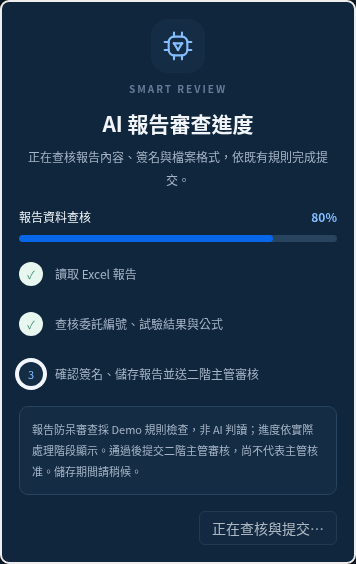 SMART REVIEW
AI 報告審查進度
正在查核報告內容、簽名與檔案格式，依既有規則完成提
交。
報告資料查核 80%
✓ 讀取 Excel 報告
✓ 查核委託編號、試驗結果與公式
3 確認簽名、儲存報告並送二階主管審核
報告防呆審查採 Demo 規則檢查，非 AI 判讀；進度依實際
處理階段顯示。通過後提交二階主管審核，尚不代表主管核
准。儲存期間請稍候。
正在查核與提交…